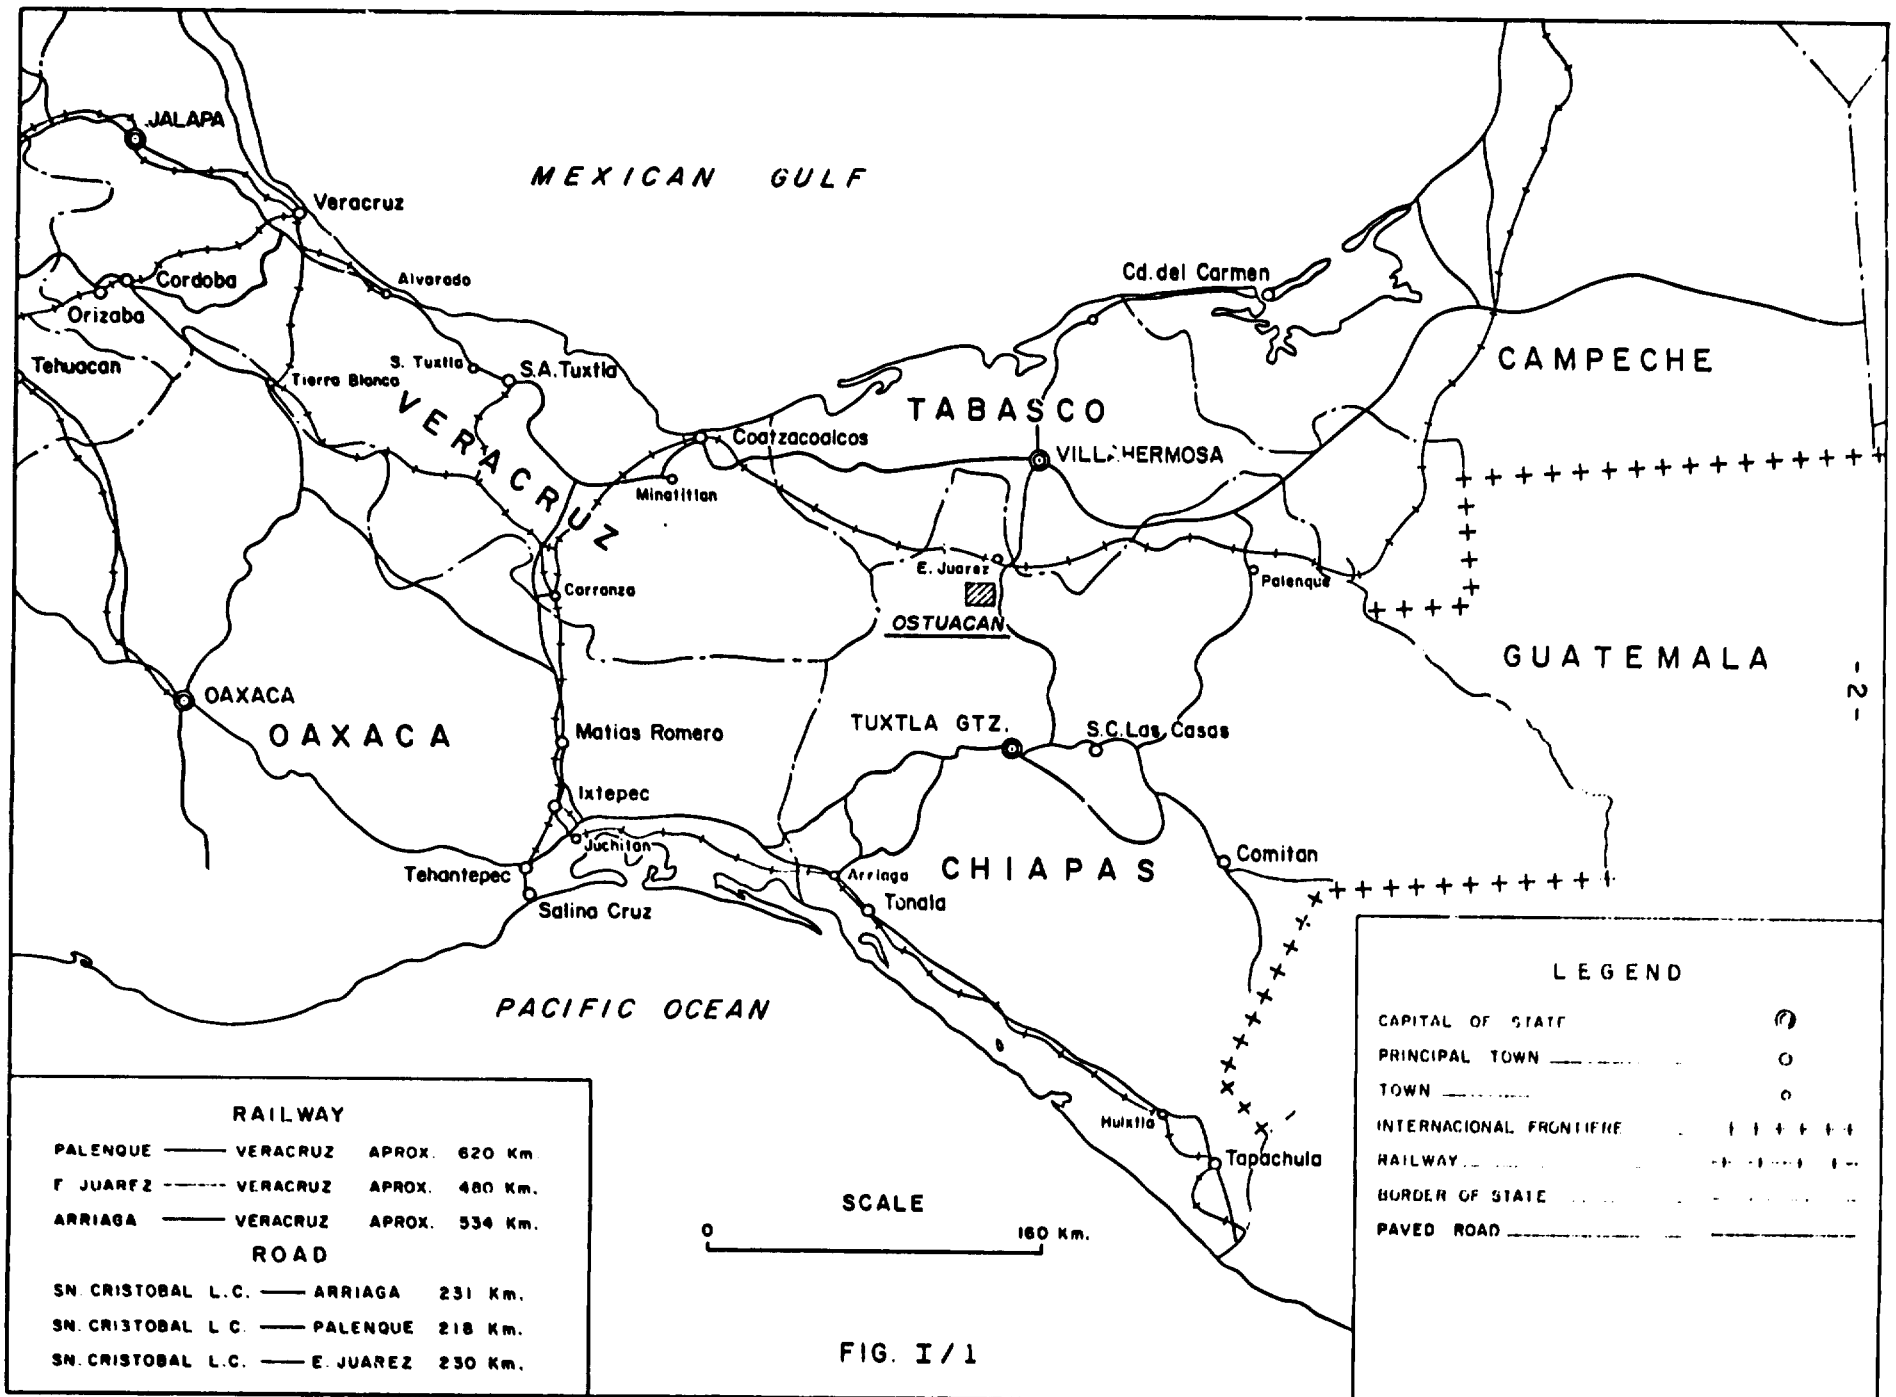 JALAPA
MEXICAN GULF
Veracruz
Cordoba
Alvarado
Cd. del Carmen
Orizaba
Tehuacan
S. Tuxtla
S.A. Tuxtla
Tierra Blanca
CAMPECHE
VERACRUZ
TABASCO
Coatzacoalcos
VILLAHERMOSA
Minatitlan
E. Juarez
Palenque
Carranza
OSTUACAN
GUATEMALA
-2-
OAXACA
OAXACA
Matias Romero
TUXTLA GTZ.
S.C. Las Casas
Ixtepec
Juchitan
Tehantepec
Arriaga
CHIAPAS
Comitan
Salina Cruz
Tonala
PACIFIC OCEAN
Huixtla
Tapachula
RAILWAY
PALENQUE VERACRUZ APROX. 620 Km.
F JUAREZ VERACRUZ APROX. 480 Km.
ARRIAGA VERACRUZ APROX. 534 Km.
ROAD
SN. CRISTOBAL L.C. ARRIAGA 231 Km.
SN. CRISTOBAL L C. PALENQUE 218 Km.
SN. CRISTOBAL L.C. E. JUAREZ 230 Km.
SCALE
0 160 Km.
FIG. I/1
LEGEND
CAPITAL OF STATE
PRINCIPAL TOWN
TOWN
INTERNACIONAL FRONTIERE
RAILWAY
BORDER OF STATE
PAVED ROAD